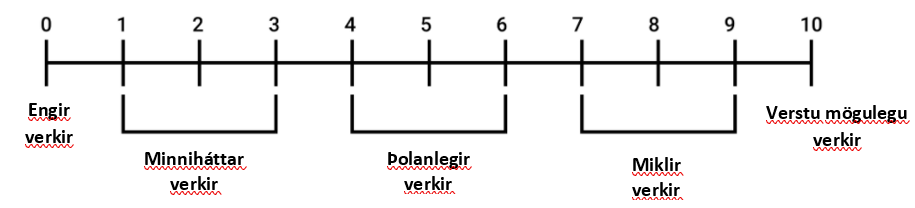 0 1 2 3 4 5 6 7 8 9 10
Engir
verkir
Minniháttar
verkir
Þolanlegir
verkir
Miklir
verkir
Verstu mögulegu
verkir